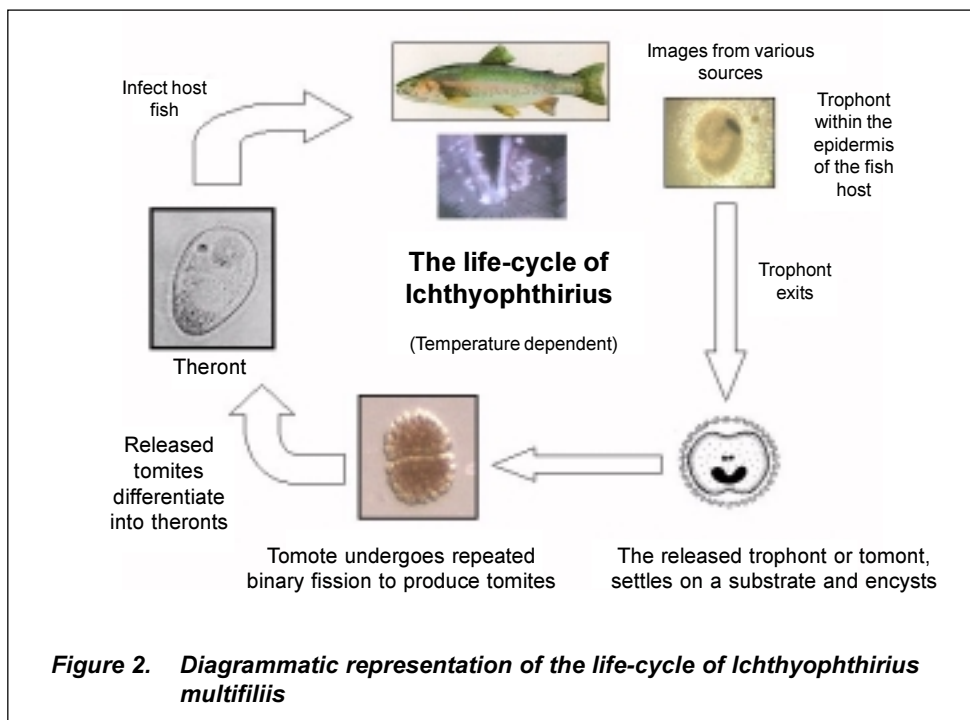 Images from various
sources
Infect host
fish
Trophont
within the
epidermis
of the fish
host
The life-cycle of
Ichthyophthirius
(Temperature dependent)
Trophont
exits
Theront
Released
tomites
differentiate
into theronts
Tomote undergoes repeated
binary fission to produce tomites
The released trophont or tomont,
settles on a substrate and encysts
Figure 2. Diagrammatic representation of the life-cycle of Ichthyophthirius
multifiliis